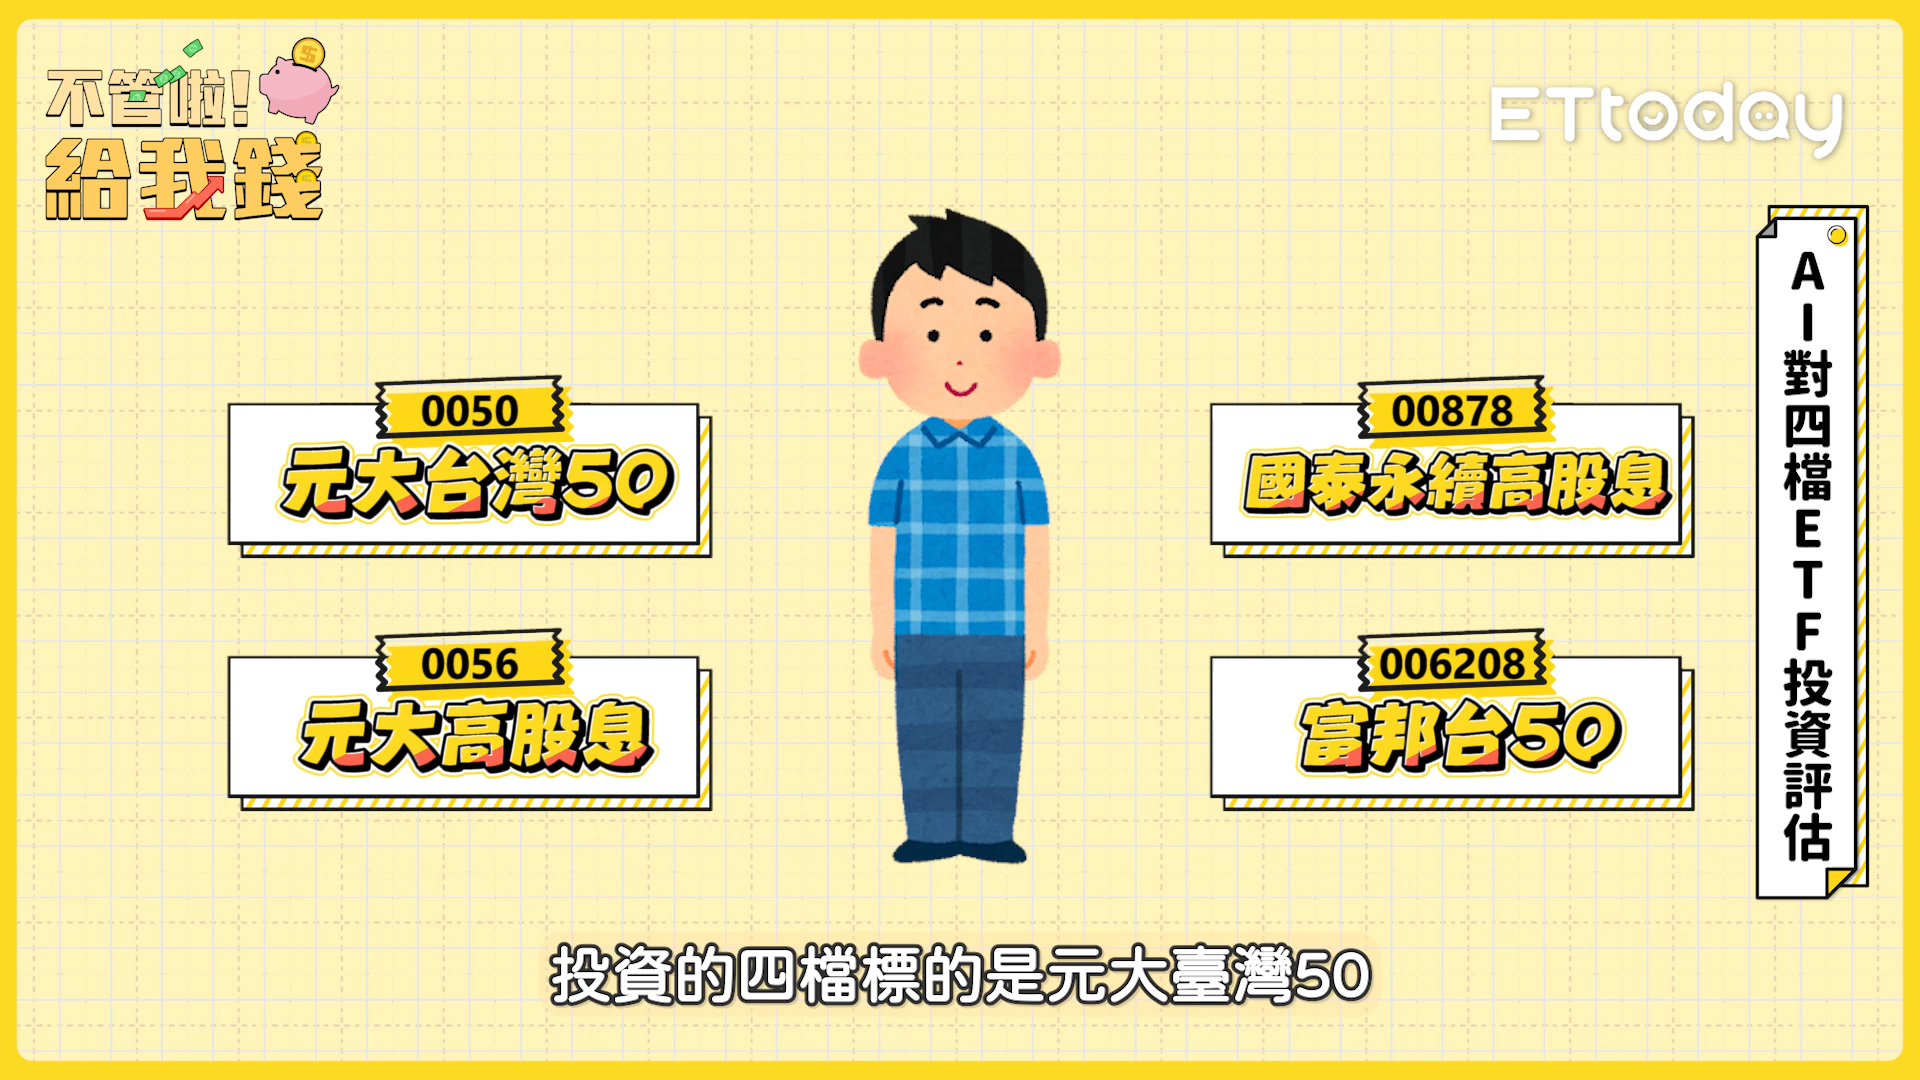 不管啦!
給我錢
ETtoday
0050
元大台灣50
00878
國泰永續高股息
0056
元大高股息
006208
富邦台50
AI對四檔ETF投資評估
投資的四檔標的是元大臺灣50